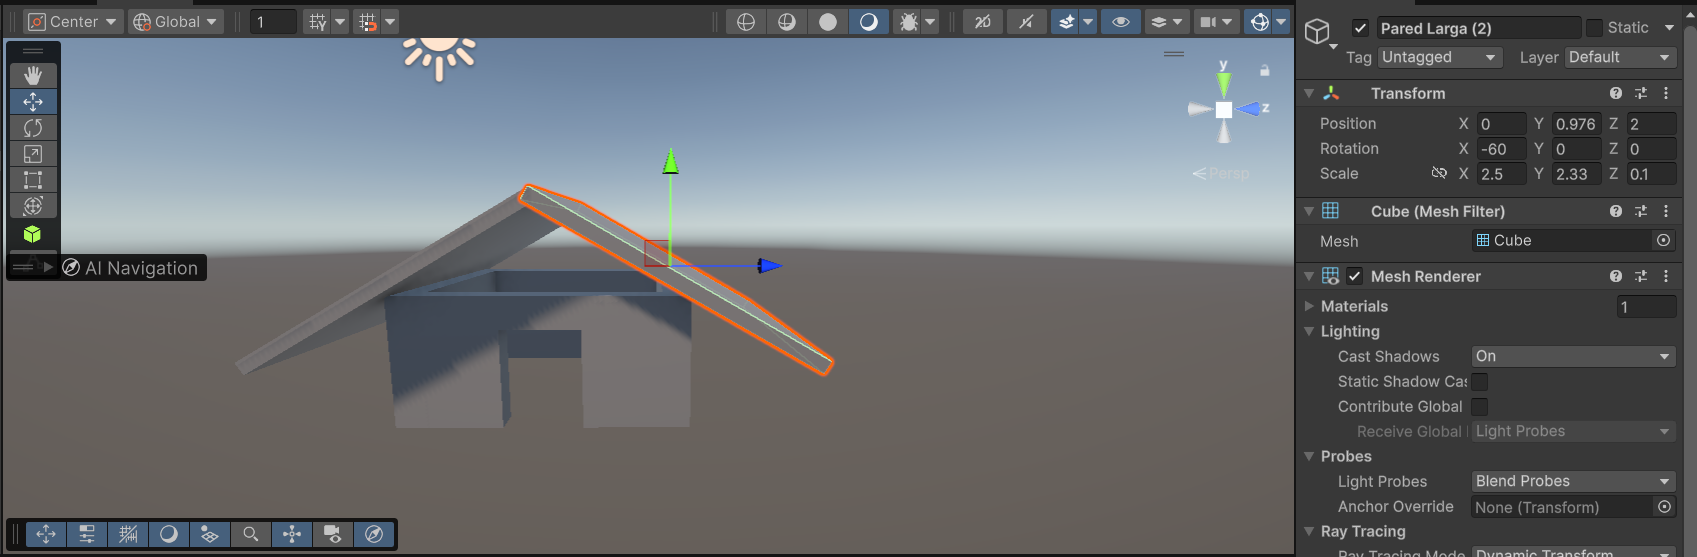 Center Global 1 2D
Pared Larga (2) Static
Tag Untagged Layer Default
Transform
Position X 0 Y 0.976 Z 2
Rotation X -60 Y 0 Z 0
Scale X 2.5 Y 2.33 Z 0.1
Cube (Mesh Filter)
Mesh Cube
Mesh Renderer
Materials 1
Lighting
Cast Shadows On
Static Shadow Cas
Contribute Global
Receive Global I Light Probes
Probes
Light Probes Blend Probes
Anchor Override None (Transform)
Ray Tracing
Ray Tracing Mode Dynamic Transform
y
z
Persp
AI Navigation